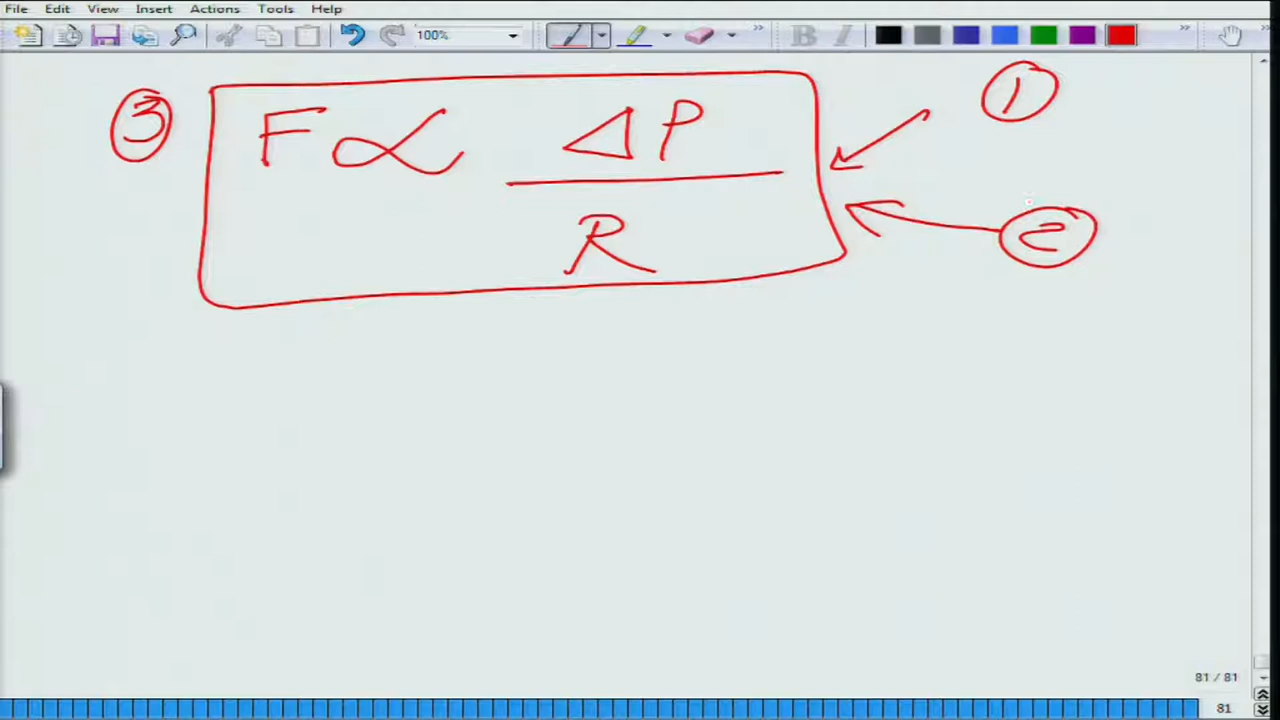 File Edit View Insert Actions Tools Help
100%
B I
③ F ∝ ΔP / R ①
②
81 / 81
81